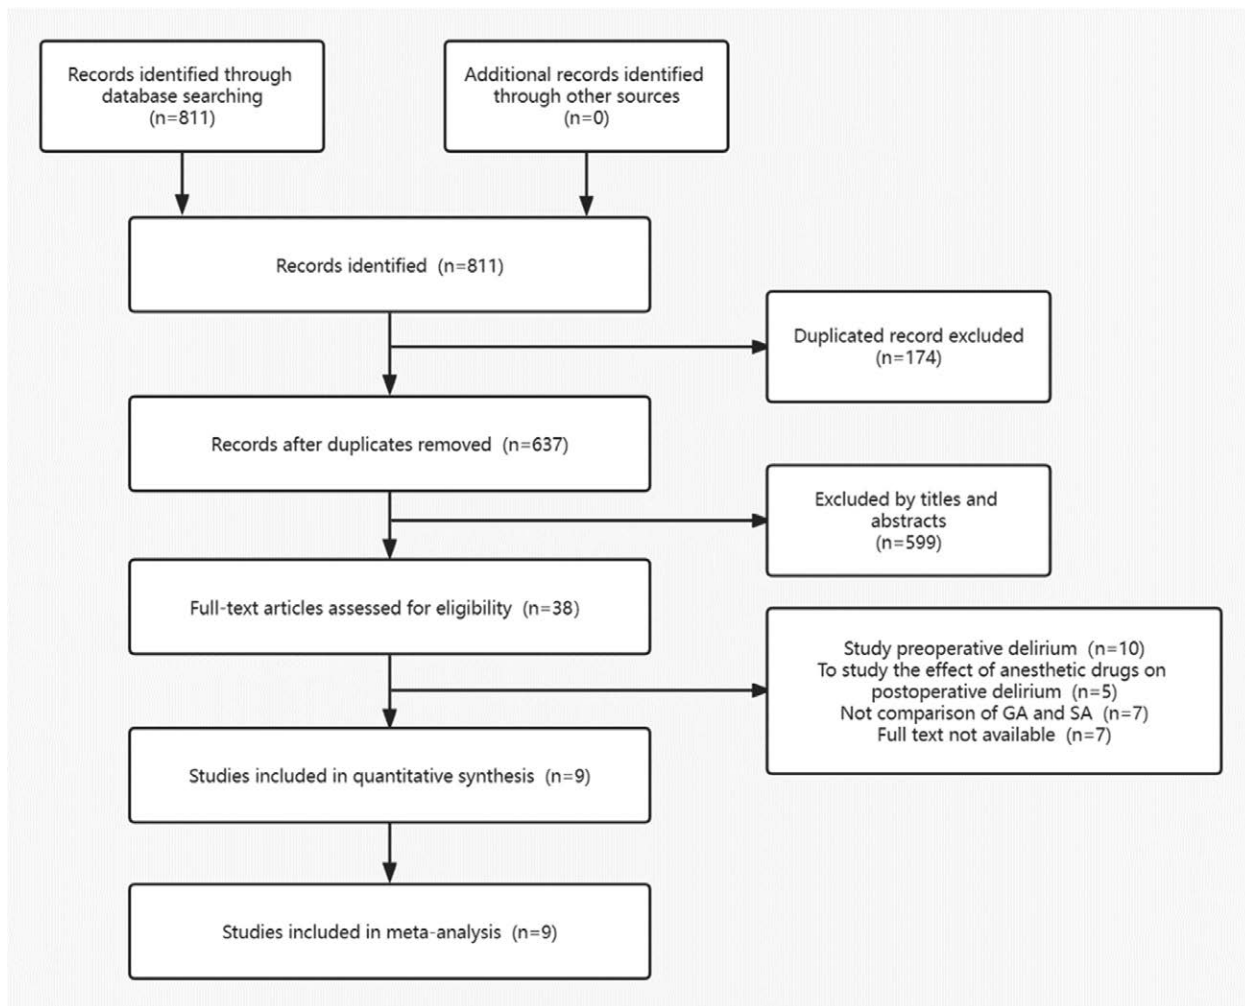 Records identified through
database searching
(n=811)
Additional records identified
through other sources
(n=0)
Records identified (n=811)
Duplicated record excluded
(n=174)
Records after duplicates removed (n=637)
Excluded by titles and
abstracts
(n=599)
Full-text articles assessed for eligibility (n=38)
Study preoperative delirium (n=10)
To study the effect of anesthetic drugs on
postoperative delirium (n=5)
Not comparison of GA and SA (n=7)
Full text not available (n=7)
Studies included in quantitative synthesis (n=9)
Studies included in meta-analysis (n=9)